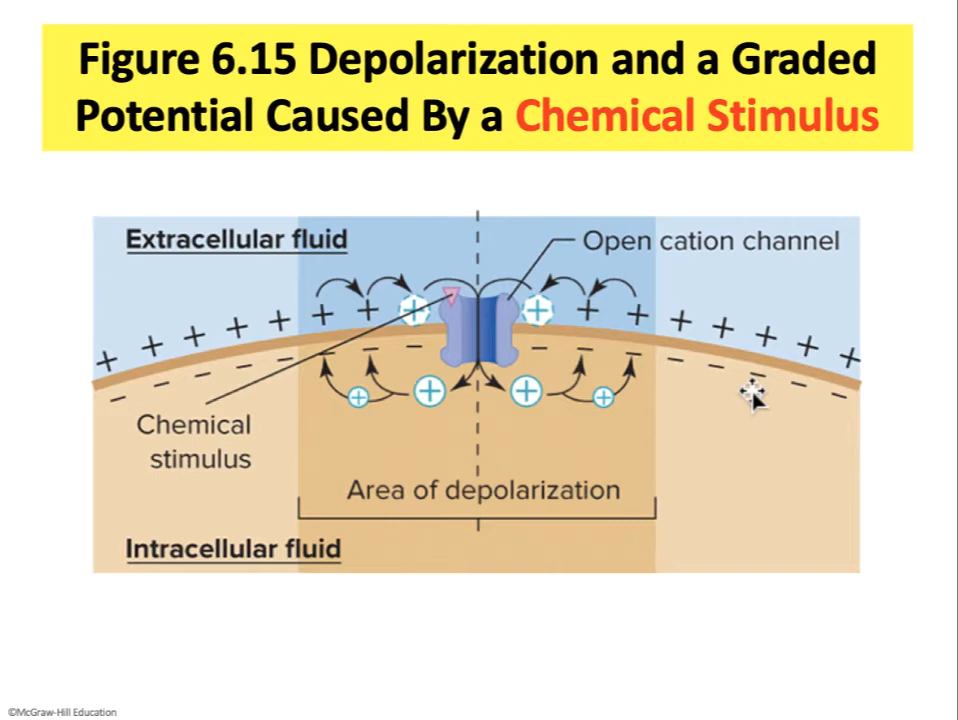 Figure 6.15 Depolarization and a Graded
Potential Caused By a Chemical Stimulus
Extracellular fluid
Open cation channel
Chemical
stimulus
Area of depolarization
Intracellular fluid
©McGraw-Hill Education